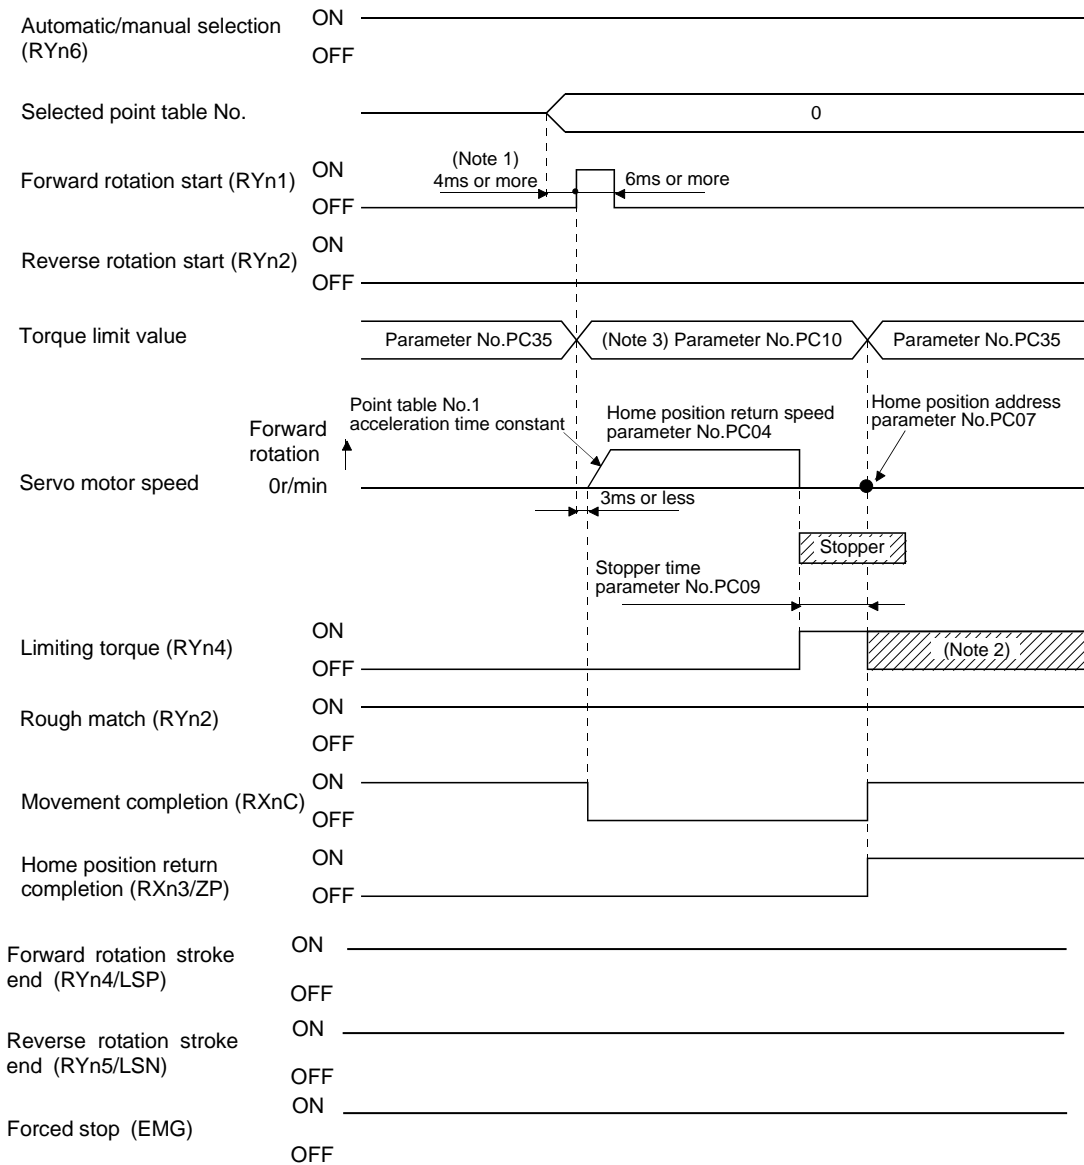 Automatic/manual selection
(RYn6)
ON
OFF
Selected point table No.
0
Forward rotation start (RYn1)
ON
OFF
(Note 1)
4ms or more
6ms or more
Reverse rotation start (RYn2)
ON
OFF
Torque limit value
Parameter No.PC35
(Note 3) Parameter No.PC10
Parameter No.PC35
Servo motor speed
Forward
rotation
0r/min
Point table No.1
acceleration time constant
Home position return speed
parameter No.PC04
Home position address
parameter No.PC07
3ms or less
Stopper
Stopper time
parameter No.PC09
Limiting torque (RYn4)
ON
OFF
(Note 2)
Rough match (RYn2)
ON
OFF
Movement completion (RXnC)
ON
OFF
Home position return
completion (RXn3/ZP)
ON
OFF
Forward rotation stroke
end (RYn4/LSP)
ON
OFF
Reverse rotation stroke
end (RYn5/LSN)
ON
OFF
Forced stop (EMG)
ON
OFF